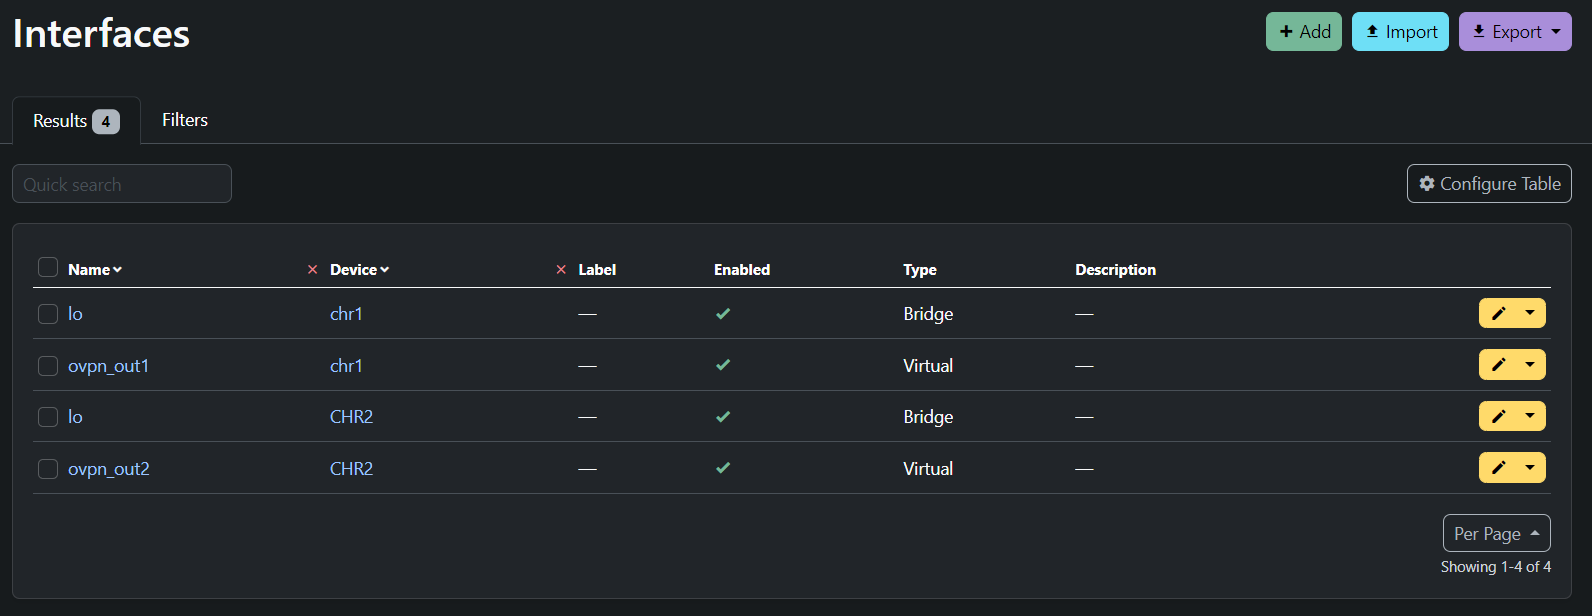 Interfaces
Add Import Export
Results 4 Filters
Quick search
Configure Table
Name Device Label Enabled Type Description
lo chr1 — Bridge —
ovpn_out1 chr1 — Virtual —
lo CHR2 — Bridge —
ovpn_out2 CHR2 — Virtual —
Per Page
Showing 1-4 of 4